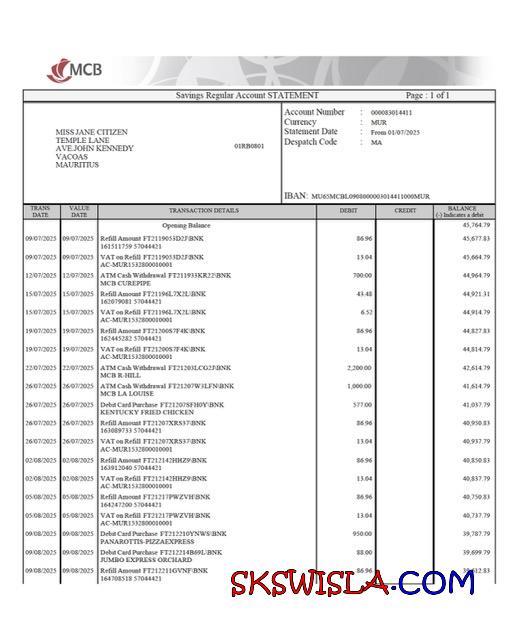 MCB
Savings Regular Account STATEMENT Page : 1 of 1
Account Number : 000083014411
Currency : MUR
Statement Date : From 01/07/2025
Despatch Code : MA
MISS JANE CITIZEN
TEMPLE LANE
AVE JOHN KENNEDY
VACOAS
MAURITIUS
01RB0801
IBAN: MU65MCBL0908000003014411000MUR
TRANS DATE VALUE DATE TRANSACTION DETAILS DEBIT CREDIT BALANCE (-) Indicates a debit
Opening Balance 45,764.79
09/07/2025 09/07/2025 Refill Amount FT2119053D2J\BNK 86.96 45,677.83
161511759 57044421
09/07/2025 09/07/2025 VAT on Refill FT2119053D2J\BNK 13.04 45,664.79
AC-MUR1532800010001
12/07/2025 12/07/2025 ATM Cash Withdrawal FT211933KR22\BNK 700.00 44,964.79
MCB CUREPIPE
15/07/2025 15/07/2025 Refill Amount FT21196L7X2L\BNK 43.48 44,921.31
162079081 57044421
15/07/2025 15/07/2025 VAT on Refill FT21196L7X2L\BNK 6.52 44,914.79
AC-MUR1532800010001
19/07/2025 19/07/2025 Refill Amount FT21200S7F4K\BNK 86.96 44,827.83
162445282 57044421
19/07/2025 19/07/2025 VAT on Refill FT21200S7F4K\BNK 13.04 44,814.79
AC-MUR1532800010001
22/07/2025 22/07/2025 ATM Cash Withdrawal FT21203LCG2J\BNK 2,200.00 42,614.79
MCB R-HILL
26/07/2025 26/07/2025 ATM Cash Withdrawal FT21207W3LFN\BNK 1,000.00 41,614.79
MCB LA LOUISE
26/07/2025 26/07/2025 Debit Card Purchase FT21207SFH0Y\BNK 577.00 41,037.79
KENTUCKY FRIED CHICKEN
26/07/2025 26/07/2025 Refill Amount FT21207XRS37\BNK 86.96 40,950.83
163089733 57044421
26/07/2025 26/07/2025 VAT on Refill FT21207XRS37\BNK 13.04 40,937.79
AC-MUR1532800010001
02/08/2025 02/08/2025 Refill Amount FT212142HHZ9\BNK 86.96 40,850.83
163912040 57044421
02/08/2025 02/08/2025 VAT on Refill FT212142HHZ9\BNK 13.04 40,837.79
AC-MUR1532800010001
05/08/2025 05/08/2025 Refill Amount FT21217PWZVH\BNK 86.96 40,750.83
164247200 57044421
05/08/2025 05/08/2025 VAT on Refill FT21217PWZVH\BNK 13.04 40,737.79
AC-MUR1532800010001
09/08/2025 09/08/2025 Debit Card Purchase FT212210YNWS\BNK 950.00 39,787.79
PANAROTTIS-PIZZAEXPRESS
09/08/2025 09/08/2025 Debit Card Purchase FT212214B69L\BNK 88.00 39,699.79
JUMBO EXPRESS ORCHARD
09/08/2025 09/08/2025 Refill Amount FT212211GVNF\BNK 86.96
164708518 57044421
SKSWISLA.COM